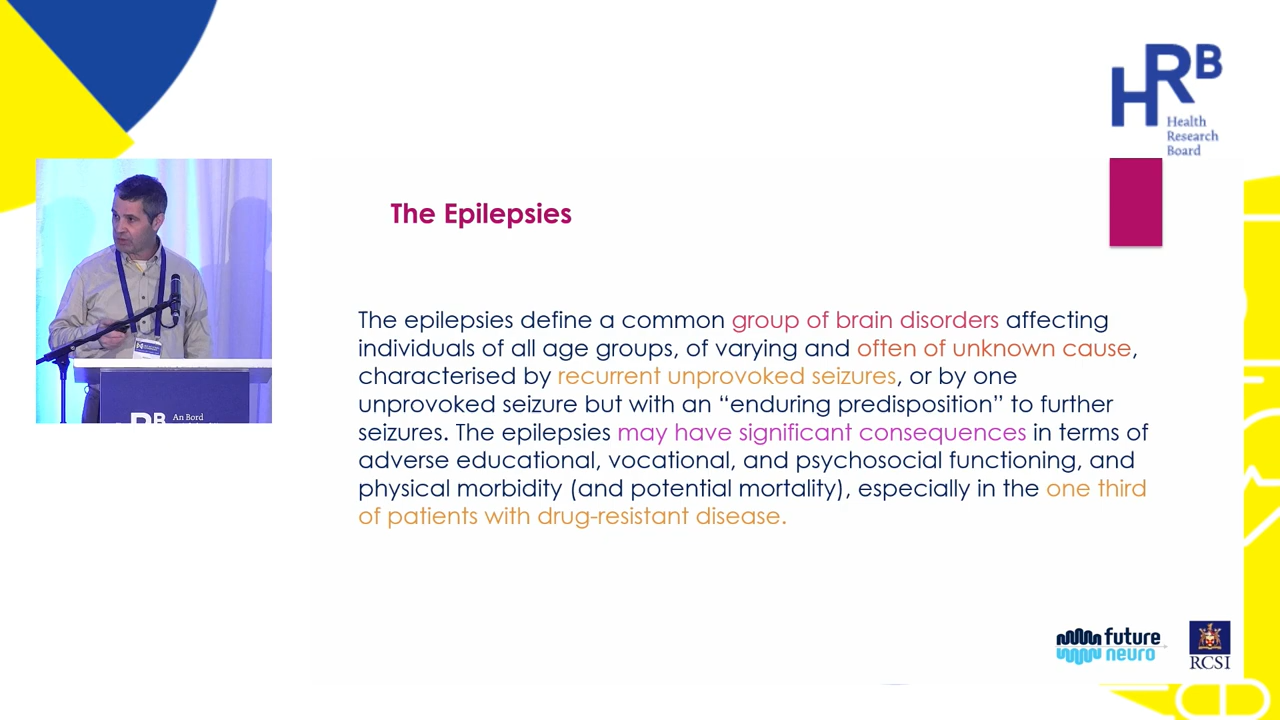 HRB
Health
Research
Board
The Epilepsies
The epilepsies define a common group of brain disorders affecting
individuals of all age groups, of varying and often of unknown cause,
characterised by recurrent unprovoked seizures, or by one
unprovoked seizure but with an “enduring predisposition” to further
seizures. The epilepsies may have significant consequences in terms of
adverse educational, vocational, and psychosocial functioning, and
physical morbidity (and potential mortality), especially in the one third
of patients with drug-resistant disease.
An Bord
future
neuro
RCSI